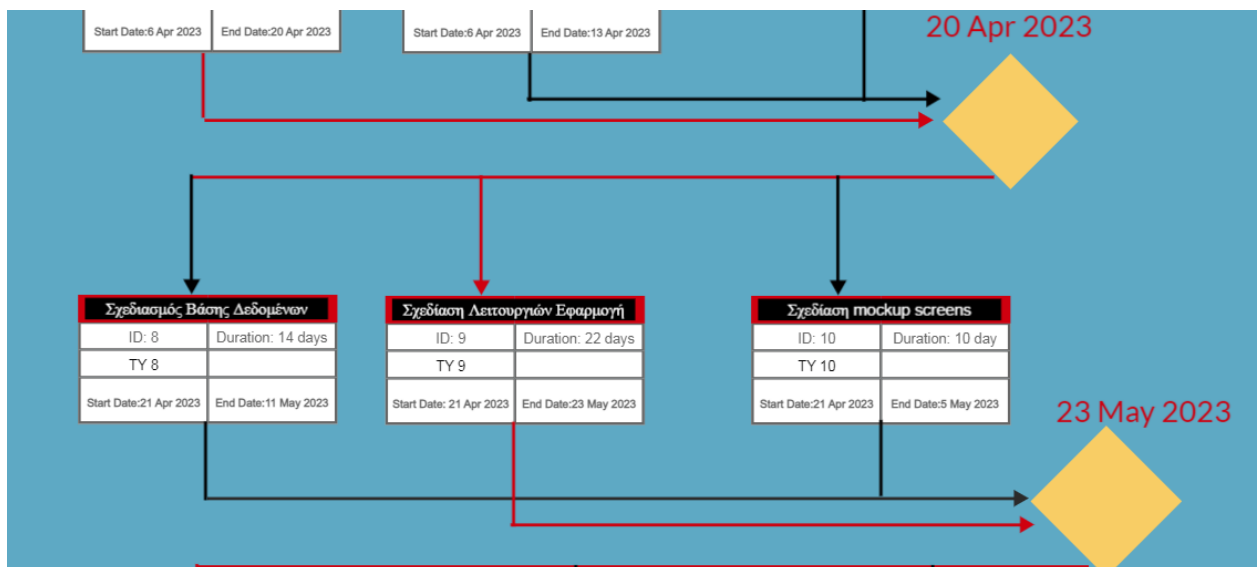 20 Apr 2023
Start Date:6 Apr 2023 End Date:20 Apr 2023
Start Date:6 Apr 2023 End Date:13 Apr 2023
Σχεδιασμός Βάσης Δεδομένων
ID: 8 Duration: 14 days
TY 8
Start Date:21 Apr 2023 End Date:11 May 2023
Σχεδίαση Λειτουργιών Εφαρμογή
ID: 9 Duration: 22 days
TY 9
Start Date: 21 Apr 2023 End Date:23 May 2023
Σχεδίαση mockup screens
ID: 10 Duration: 10 day
TY 10
Start Date:21 Apr 2023 End Date:5 May 2023
23 May 2023